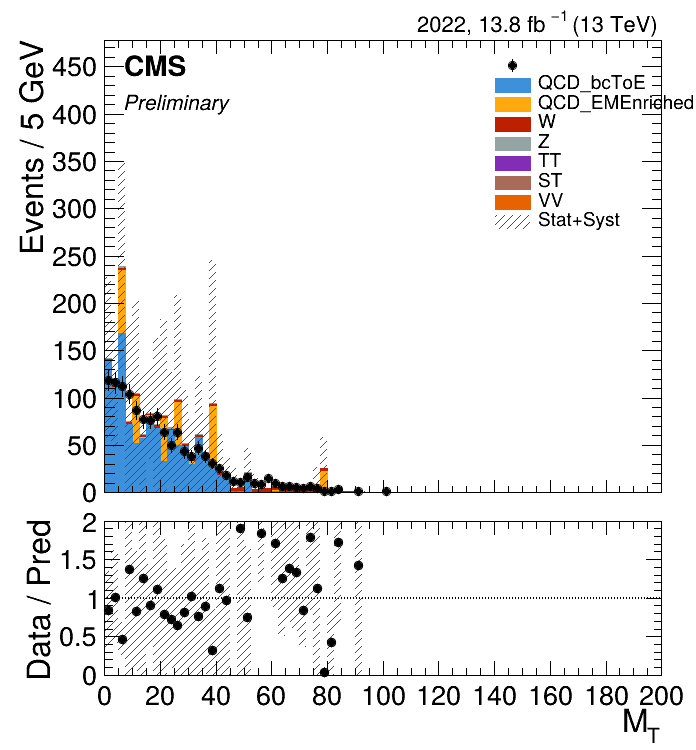 2022, 13.8 fb⁻¹ (13 TeV)
CMS
Preliminary
QCD_bcToE
QCD_EMEnriched
W
Z
TT
ST
VV
Stat+Syst
Events / 5 GeV
450
400
350
300
250
200
150
100
50
0
Data / Pred
2
1.5
1
0.5
0
0 20 40 60 80 100 120 140 160 180 200
M_T